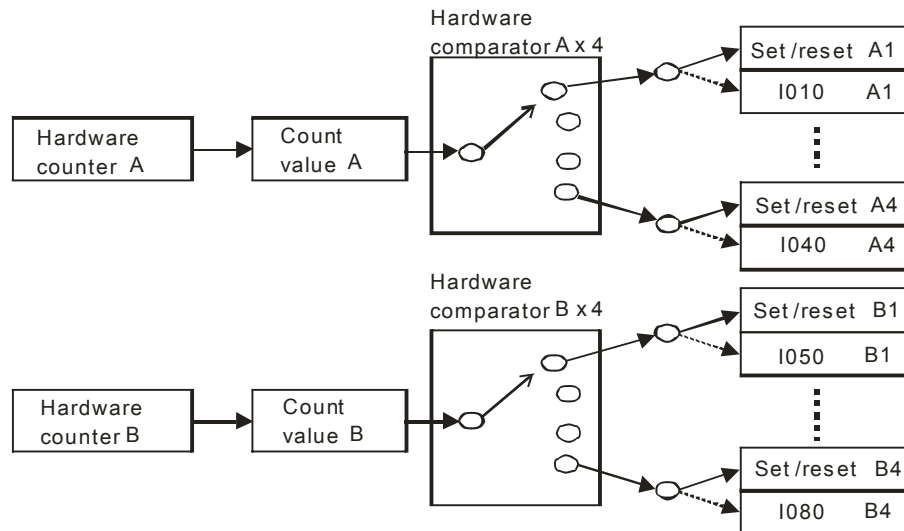 Hardware
comparator A x 4
Set/reset A1
I010 A1
Hardware
counter A
Count
value A
Set/reset A4
I040 A4
Hardware
comparator B x 4
Set/reset B1
I050 B1
Hardware
counter B
Count
value B
Set/reset B4
I080 B4